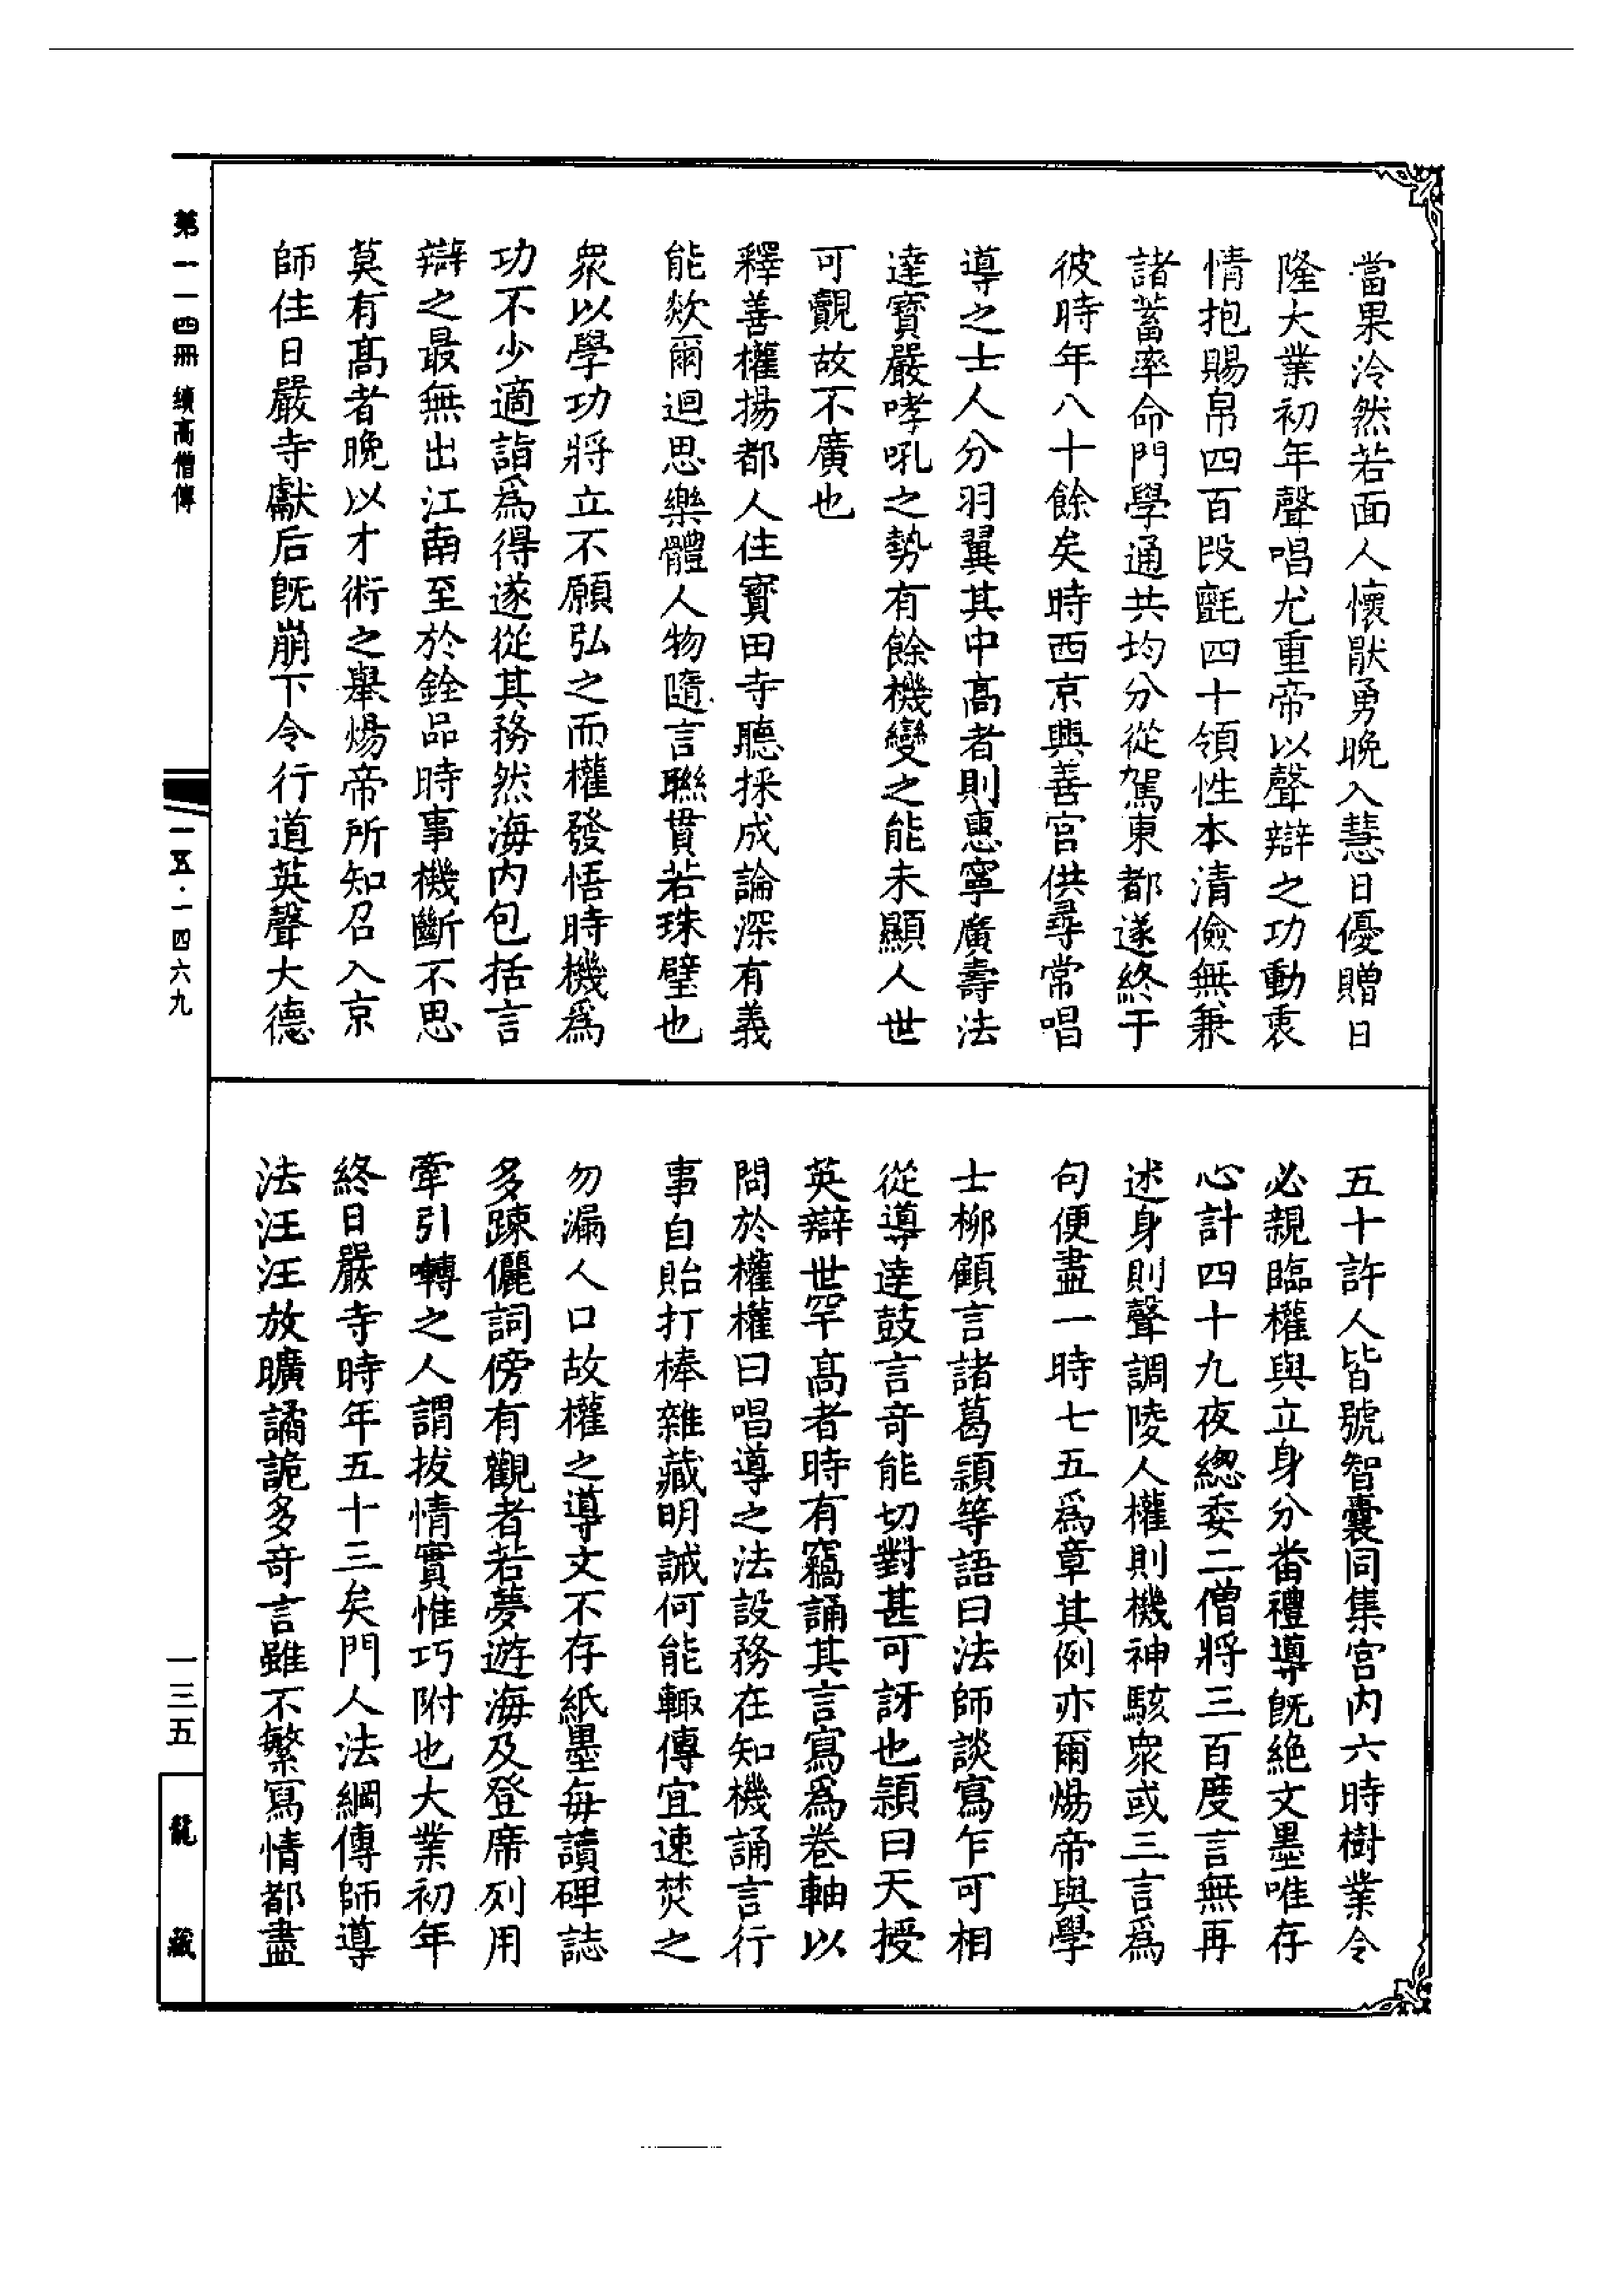 當果泠然若面人懷猒勇晚入慧日優贈日
隆大業初年聲唱尤重帝以聲辯之功動衷
情抱賜帛四百段氈四十領性本清儉無兼
諸蓄率命門學通共均分從駕東都遂終于
彼時年八十餘矣時西京興善官供尋常唱
導之士人分羽翼其中高者則惠寧廣壽法
達寶嚴哮吼之勢有餘機變之能未顯人世
可觀故不廣也
釋善權揚都人住寶田寺聽採成論深有義
能欻爾迴思樂體人物隨言聯貫若珠璧也
眾以學功將立不願弘之而權發悟時機爲
功不少適詣爲得遂從其務然海内包括言
辯之最無出江南至於銓品時事機斷不思
莫有高者晚以才術之舉煬帝所知召入京
師住日嚴寺獻后旣崩下令行道英聲大德
五十許人皆號智囊同集宮内六時樹業令
必親臨權與立身分番禮導旣絶文墨唯存
心計四十九夜總委二僧將三百度言無再
述身則聲調陵人權則機神駭眾或三言爲
句便盡一時七五爲章其例亦爾煬帝與學
士柳顧言諸葛頴等語曰法師談寫乍可相
從導達鼓言奇能切對甚可訝也頴曰天授
英辯世罕高者時有竊誦其言寫爲卷軸以
問於權權曰唱導之法設務在知機誦言行
事自貽打棒雜藏明誡何能輙傳宜速焚之
勿漏人口故權之導文不存紙墨每讀碑誌
多疎儷詞傍有觀者若夢遊海及登席列用
牽引囀之人謂拔情實惟巧附也大業初年
終日嚴寺時年五十三矣門人法綱傳師導
法汪汪放曠譎詭多奇言雖不繁寫情都盡
第一一四册 續高僧傳
一五·一四六九
一三五
龍藏